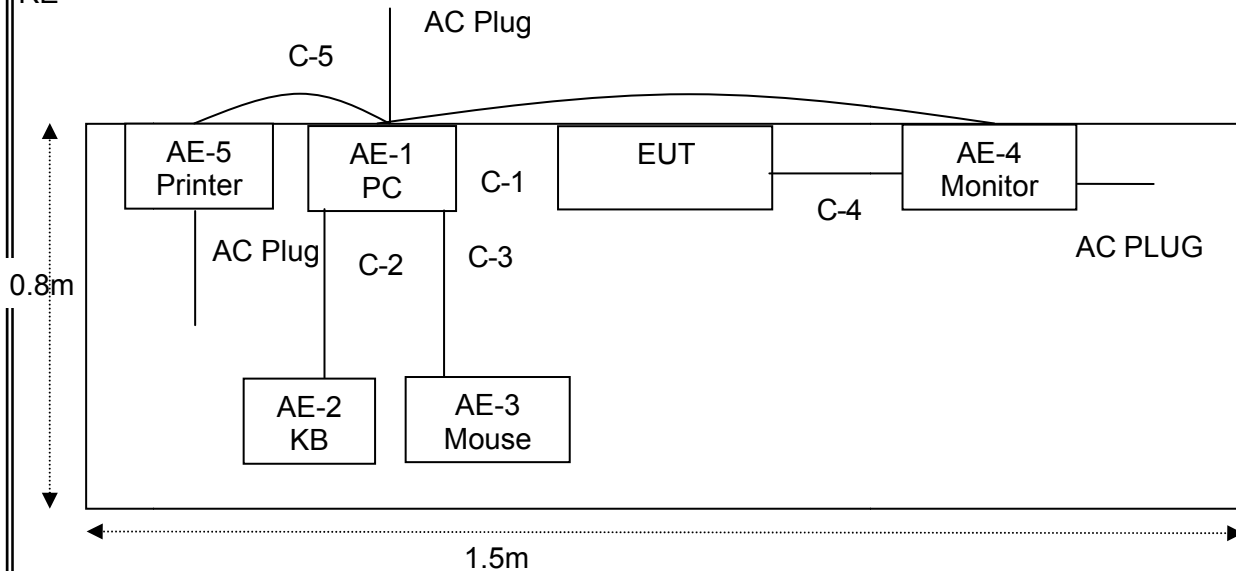 AC Plug
C-5
AE-5
Printer
AE-1
PC
C-1
EUT
AE-4
Monitor
C-4
AC Plug
C-2
C-3
AC PLUG
0.8m
AE-2
KB
AE-3
Mouse
1.5m